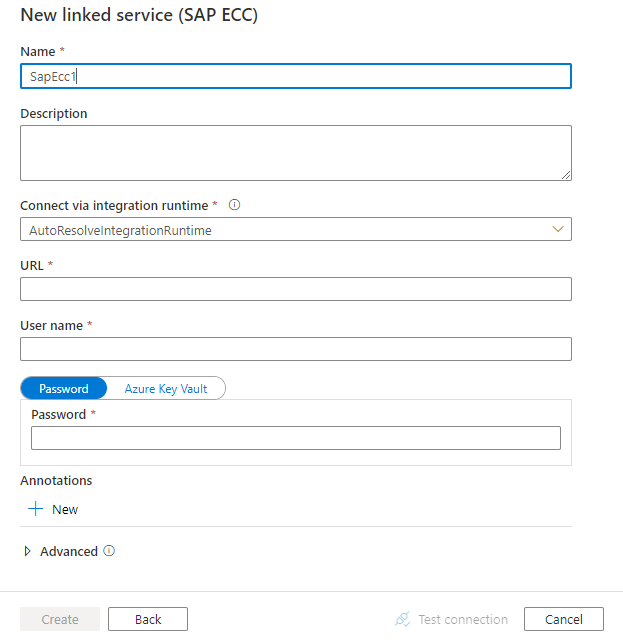 New linked service (SAP ECC)
Name *
SapEcc1
Description
Connect via integration runtime *
AutoResolveIntegrationRuntime
URL *
User name *
Password Azure Key Vault
Password *
Annotations
New
Advanced
Create Back Test connection Cancel